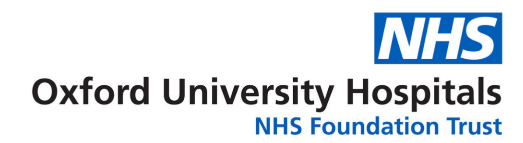 NHS
Oxford University Hospitals
NHS Foundation Trust